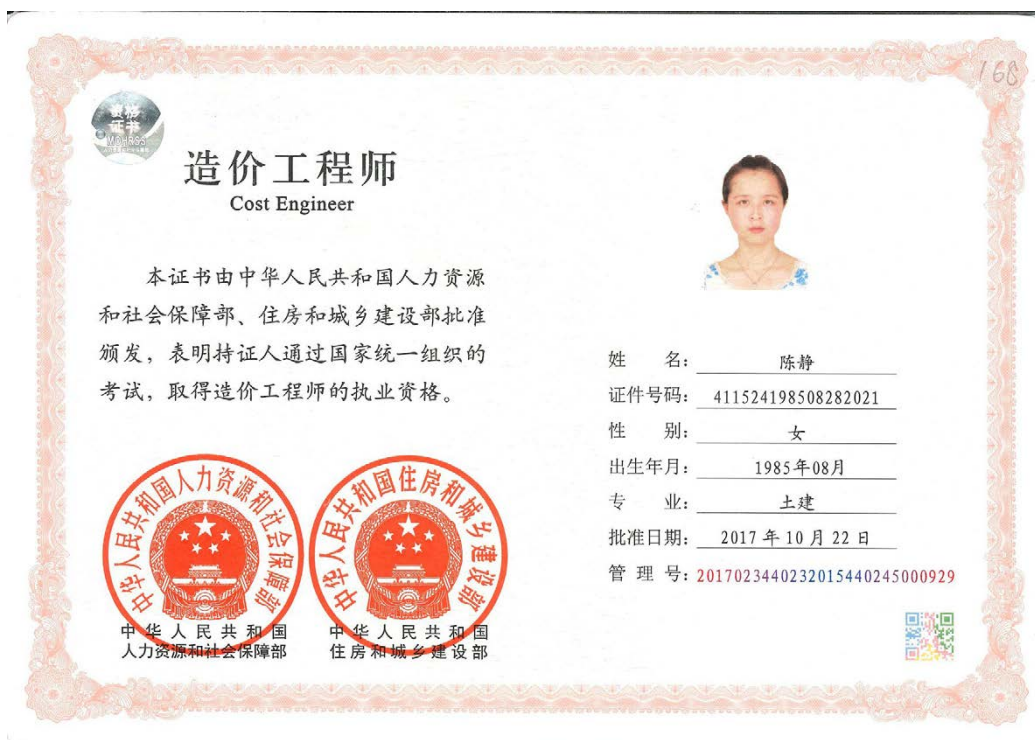 168
资格
证书
MOHRSS
造价工程师
Cost Engineer
本证书由中华人民共和国人力资源
和社会保障部、住房和城乡建设部批准
颁发，表明持证人通过国家统一组织的
考试，取得造价工程师的执业资格。
姓 名： 陈静
证件号码： 411524198508282021
性 别： 女
出生年月： 1985年08月
专 业： 土建
批准日期： 2017 年 10 月 22 日
管 理 号：2017023440232015440245000929
中华人民共和国人力资源和社会保障部
中华人民共和国住房和城乡建设部
中华人民共和国
人力资源和社会保障部
中华人民共和国
住房和城乡建设部